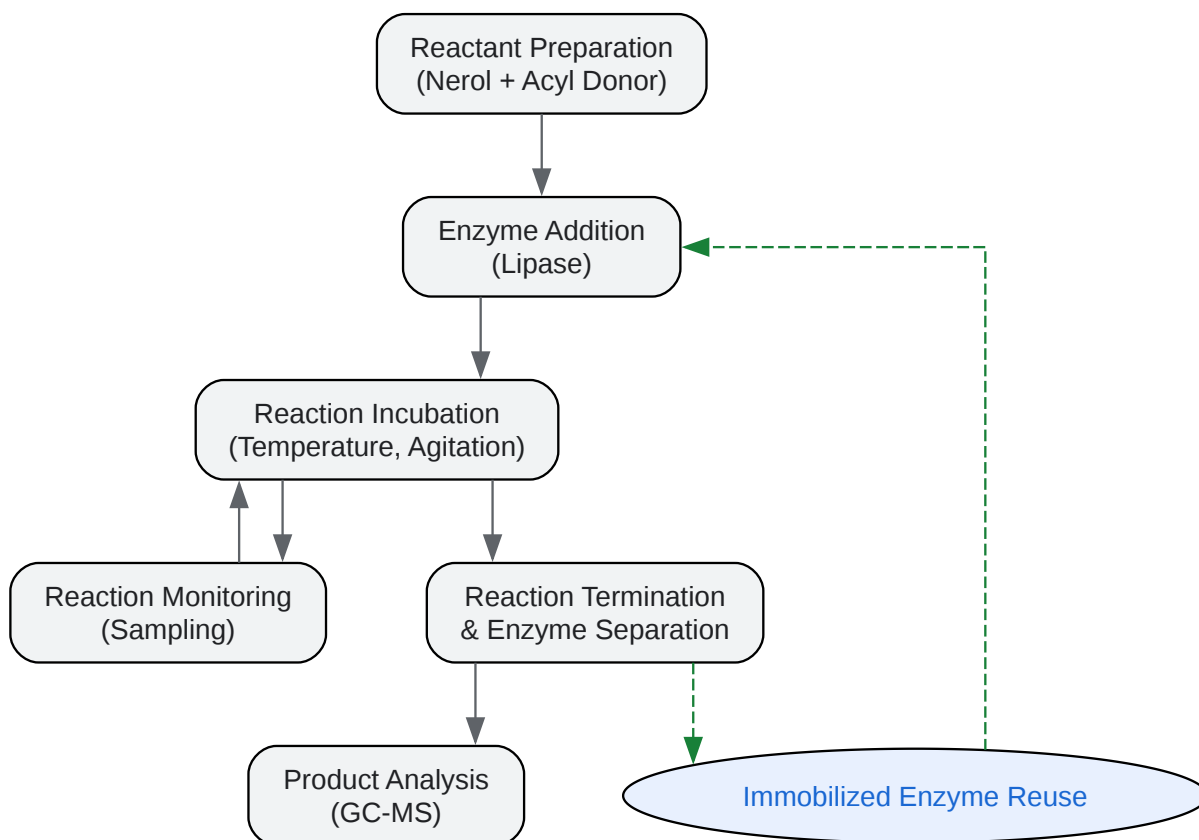 Reactant Preparation
(Nerol + Acyl Donor)
Enzyme Addition
(Lipase)
Reaction Incubation
(Temperature, Agitation)
Reaction Monitoring
(Sampling)
Reaction Termination
& Enzyme Separation
Product Analysis
(GC-MS)
Immobilized Enzyme Reuse